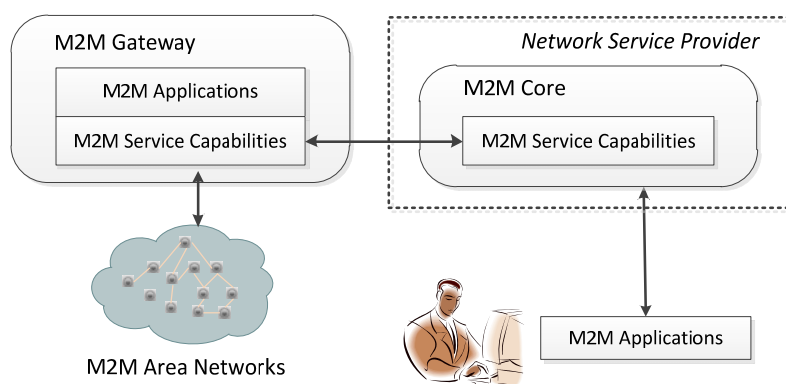 M2M Gateway
M2M Applications
M2M Service Capabilities
Network Service Provider
M2M Core
M2M Service Capabilities
M2M Area Networks
M2M Applications